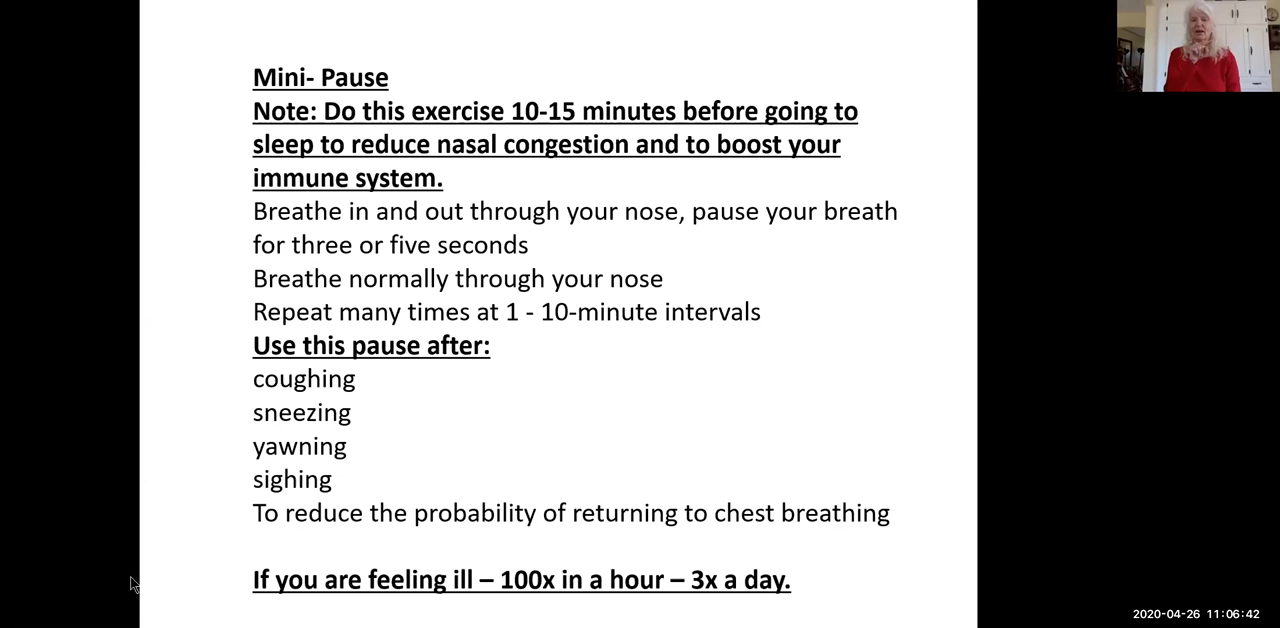 Mini- Pause
Note: Do this exercise 10-15 minutes before going to
sleep to reduce nasal congestion and to boost your
immune system.
Breathe in and out through your nose, pause your breath
for three or five seconds
Breathe normally through your nose
Repeat many times at 1 - 10-minute intervals
Use this pause after:
coughing
sneezing
yawning
sighing
To reduce the probability of returning to chest breathing
If you are feeling ill – 100x in a hour – 3x a day.
2020-04-26 11:06:42